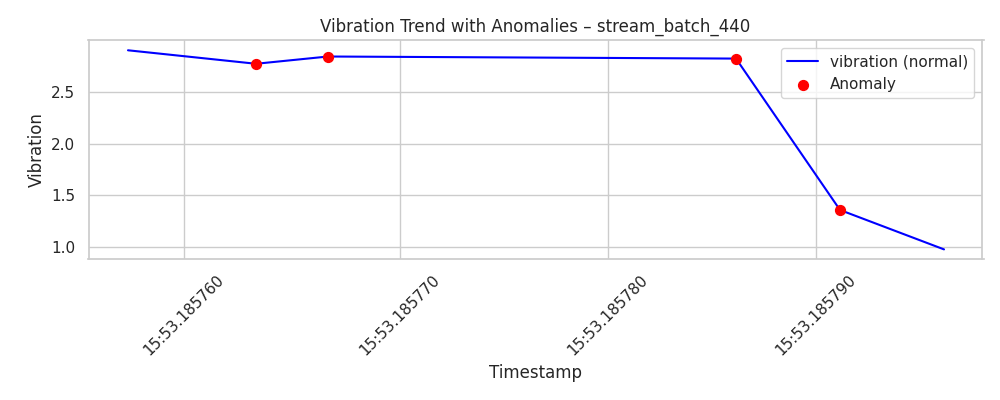 Vibration Trend with Anomalies – stream_batch_440
vibration (normal)
Anomaly
Vibration
2.5
2.0
1.5
1.0
15:53.185760
15:53.185770
15:53.185780
15:53.185790
Timestamp